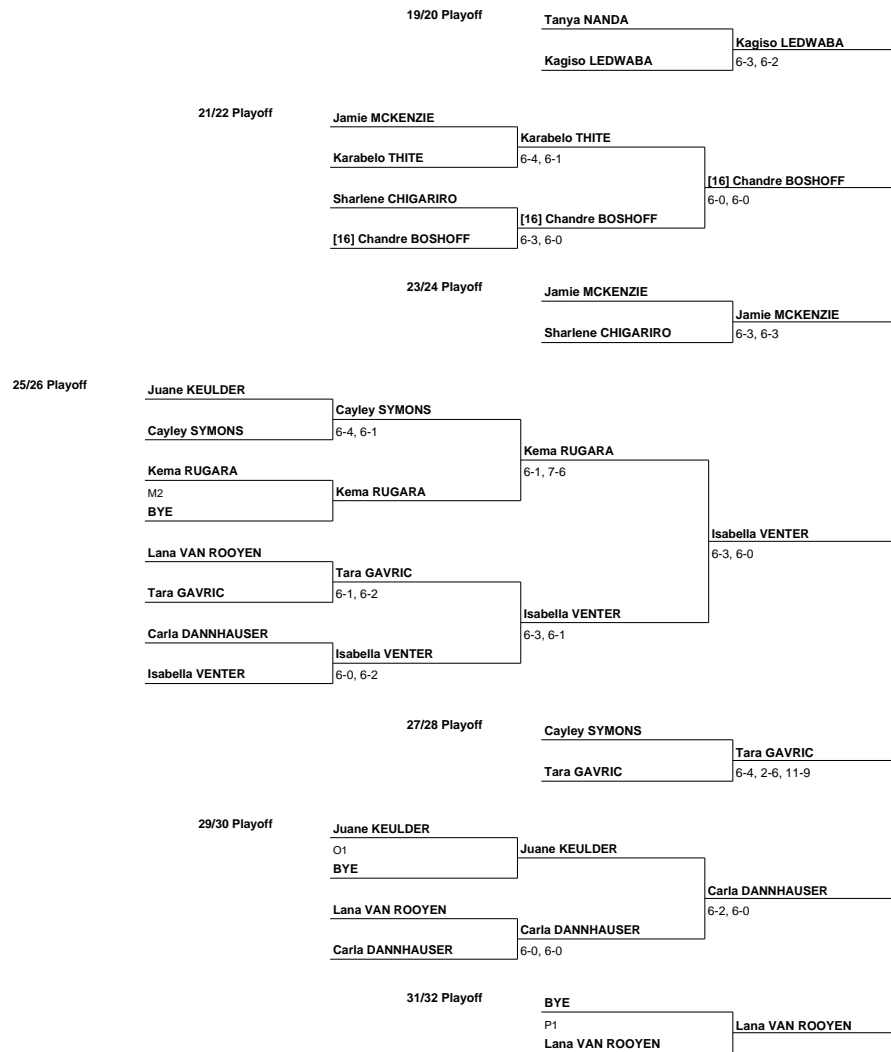 19/20 Playoff
Tanya NANDA
Kagiso LEDWABA
Kagiso LEDWABA
6-3, 6-2
21/22 Playoff
Jamie MCKENZIE
Karabelo THITE
Karabelo THITE
6-4, 6-1
[16] Chandre BOSHOFF
6-0, 6-0
Sharlene CHIGARIRO
[16] Chandre BOSHOFF
[16] Chandre BOSHOFF
6-3, 6-0
23/24 Playoff
Jamie MCKENZIE
Jamie MCKENZIE
Sharlene CHIGARIRO
6-3, 6-3
25/26 Playoff
Juane KEULDER
Cayley SYMONS
Cayley SYMONS
6-4, 6-1
Kema RUGARA
6-1, 7-6
Kema RUGARA
M2
Kema RUGARA
BYE
Isabella VENTER
6-3, 6-0
Lana VAN ROOYEN
Tara GAVRIC
Tara GAVRIC
6-1, 6-2
Isabella VENTER
6-3, 6-1
Carla DANNHAUSER
Isabella VENTER
Isabella VENTER
6-0, 6-2
27/28 Playoff
Cayley SYMONS
Tara GAVRIC
Tara GAVRIC
6-4, 2-6, 11-9
29/30 Playoff
Juane KEULDER
O1
Juane KEULDER
BYE
Carla DANNHAUSER
6-2, 6-0
Lana VAN ROOYEN
Carla DANNHAUSER
Carla DANNHAUSER
6-0, 6-0
31/32 Playoff
BYE
P1
Lana VAN ROOYEN
Lana VAN ROOYEN